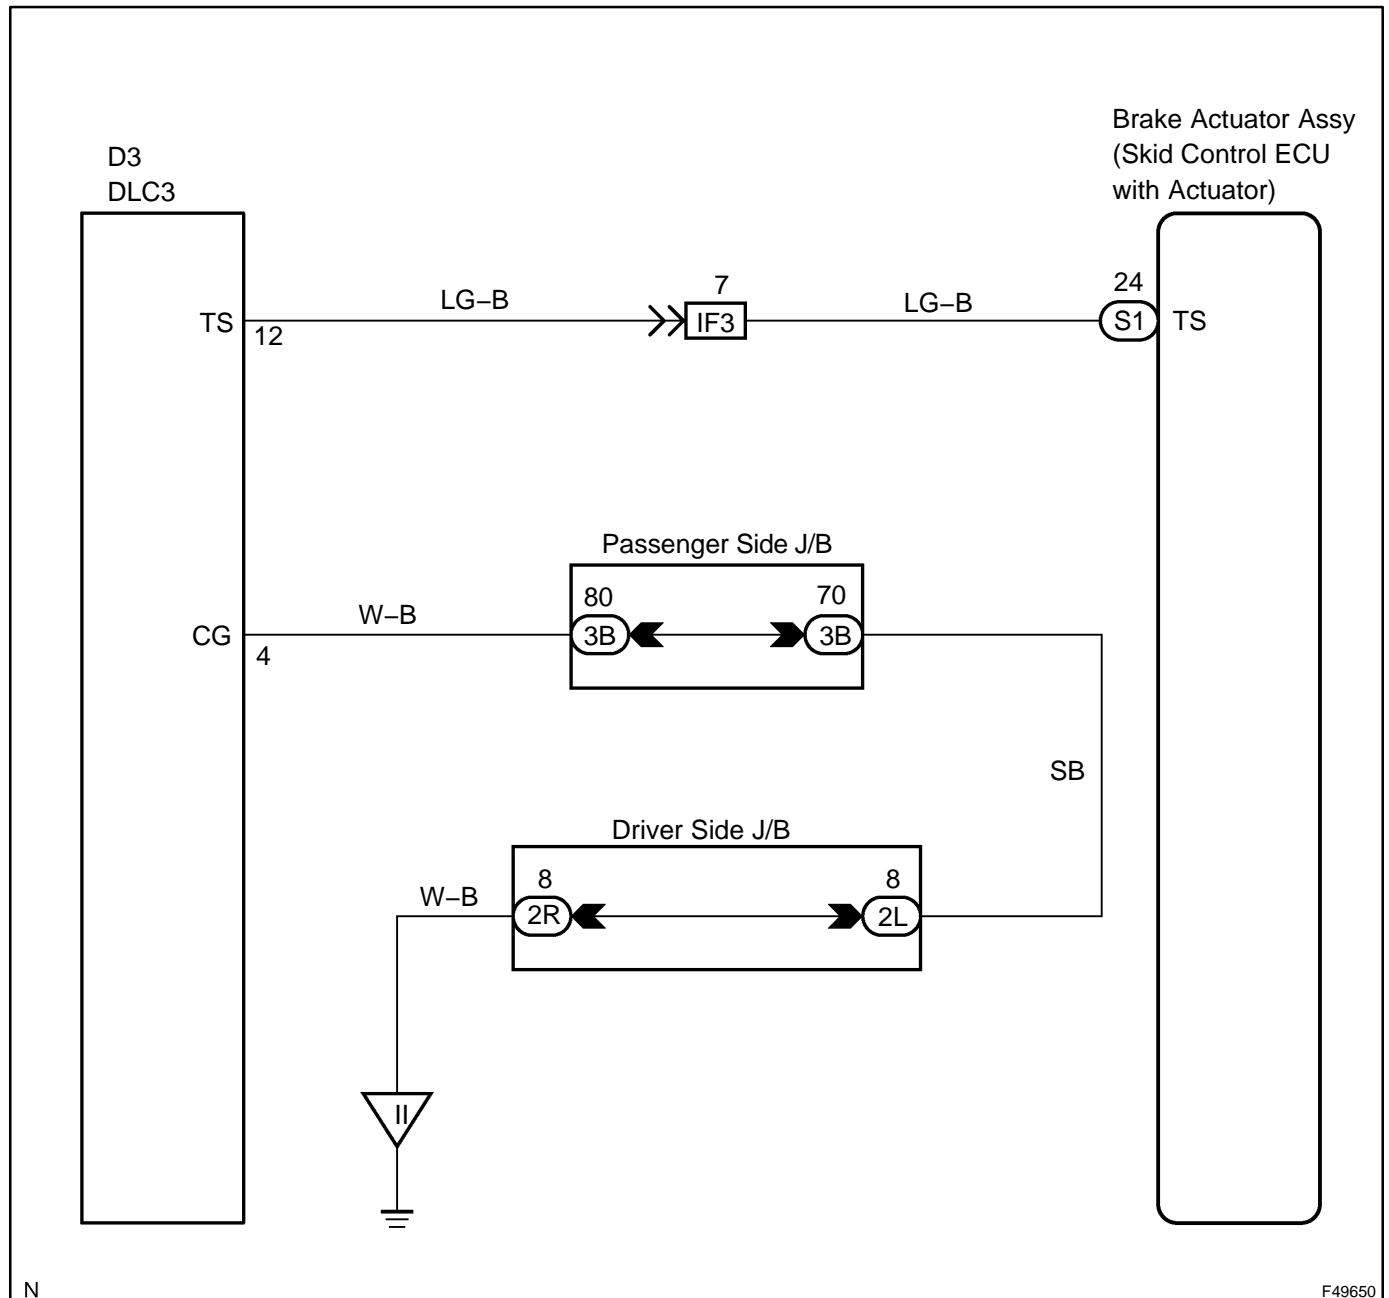 Brake Actuator Assy
(Skid Control ECU
with Actuator)
D3
DLC3
7
24
LG–B
LG–B
TS
12
IF3
S1
TS
Passenger Side J/B
80
70
W–B
CG
4
3B
3B
SB
Driver Side J/B
8
8
W–B
2R
2L
II
N
F49650